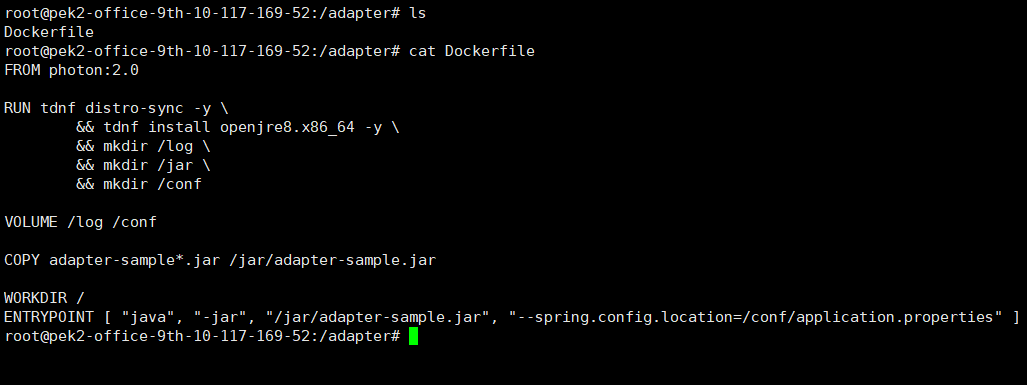 root@pek2-office-9th-10-117-169-52:/adapter# ls
Dockerfile
root@pek2-office-9th-10-117-169-52:/adapter# cat Dockerfile
FROM photon:2.0
RUN tdnf distro-sync -y \
        && tdnf install openjre8.x86_64 -y \
        && mkdir /log \
        && mkdir /jar \
        && mkdir /conf
VOLUME /log /conf
COPY adapter-sample*.jar /jar/adapter-sample.jar
WORKDIR /
ENTRYPOINT [ "java", "-jar", "/jar/adapter-sample.jar", "--spring.config.location=/conf/application.properties" ]
root@pek2-office-9th-10-117-169-52:/adapter#